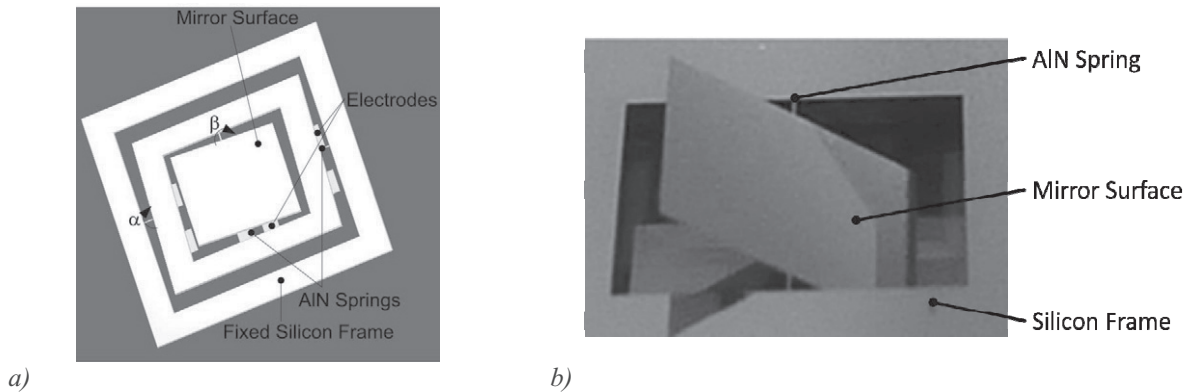 Mirror Surface
Electrodes
β
α
AlN Springs
Fixed Silicon Frame
a)
AlN Spring
Mirror Surface
Silicon Frame
b)